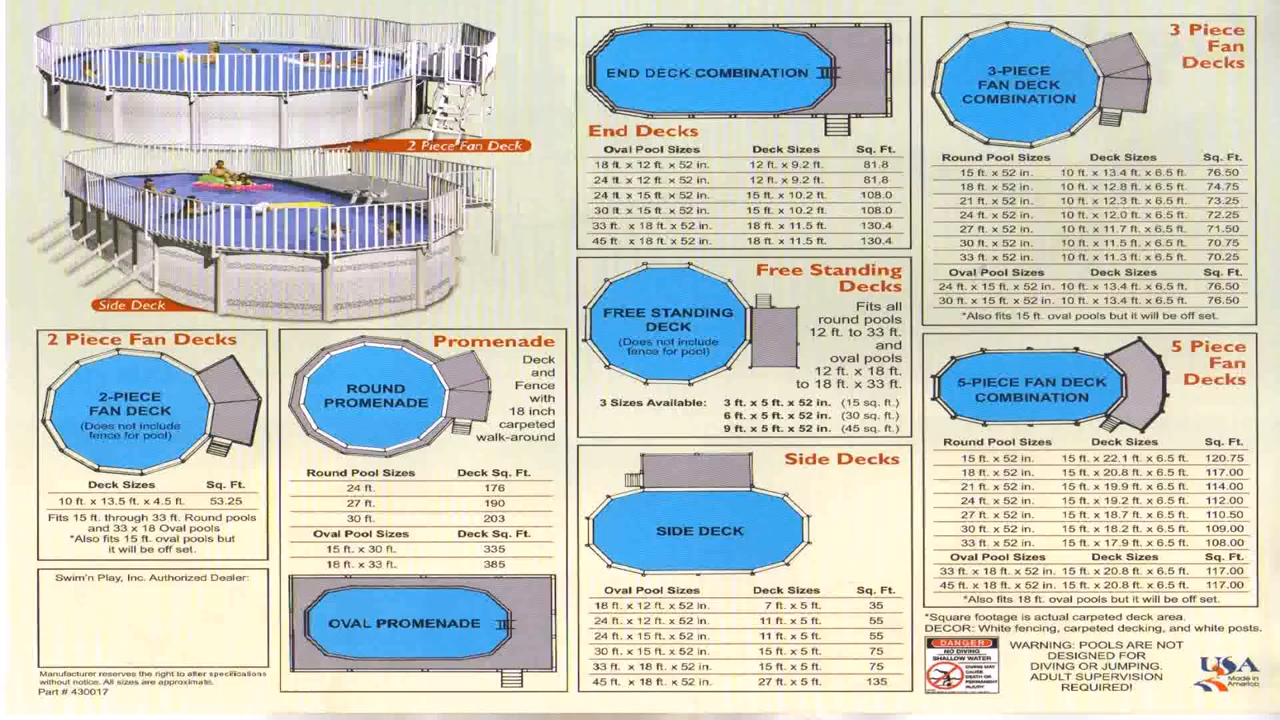 2 Piece Fan Deck
Side Deck
2 Piece Fan Decks
2-PIECE
FAN DECK
(Does not include
fence for pool)
Deck Sizes Sq. Ft.
10 ft. x 13.5 ft. x 4.5 ft. 53.25
Fits 15 ft. through 33 ft. Round pools
and 33 x 18 Oval pools
*Also fits 15 ft. oval pools but
it will be off set.
Swim'n Play, Inc. Authorized Dealer:
Manufacturer reserves the right to alter specifications
without notice. All sizes are approximate.
Part # 430017
Promenade
ROUND
PROMENADE
Deck
and
Fence
with
18 inch
carpeted
walk-around
Round Pool Sizes Deck Sq. Ft.
24 ft. 176
27 ft. 190
30 ft. 203
Oval Pool Sizes Deck Sq. Ft.
15 ft. x 30 ft. 335
18 ft. x 33 ft. 385
OVAL PROMENADE
END DECK COMBINATION
End Decks
Oval Pool Sizes Deck Sizes Sq. Ft.
18 ft. x 12 ft. x 52 in. 12 ft. x 9.2 ft. 81.8
24 ft. x 12 ft. x 52 in. 12 ft. x 9.2 ft. 81.8
24 ft. x 15 ft. x 52 in. 15 ft. x 10.2 ft. 108.0
30 ft. x 15 ft. x 52 in. 15 ft. x 10.2 ft. 108.0
33 ft. x 18 ft. x 52 in. 18 ft. x 11.5 ft. 130.4
45 ft. x 18 ft. x 52 in. 18 ft. x 11.5 ft. 130.4
Free Standing
Decks
FREE STANDING
DECK
(Does not include
fence for pool)
Fits all
round pools
12 ft. to 33 ft.
and
oval pools
12 ft. x 18 ft.
to 18 ft. x 33 ft.
3 Sizes Available: 3 ft. x 5 ft. x 52 in. (15 sq. ft.)
6 ft. x 5 ft. x 52 in. (30 sq. ft.)
9 ft. x 5 ft. x 52 in. (45 sq. ft.)
Side Decks
SIDE DECK
Oval Pool Sizes Deck Sizes Sq. Ft.
18 ft. x 12 ft. x 52 in. 7 ft. x 5 ft. 35
24 ft. x 12 ft. x 52 in. 11 ft. x 5 ft. 55
24 ft. x 15 ft. x 52 in. 11 ft. x 5 ft. 55
30 ft. x 15 ft. x 52 in. 15 ft. x 5 ft. 75
33 ft. x 18 ft. x 52 in. 15 ft. x 5 ft. 75
45 ft. x 18 ft. x 52 in. 27 ft. x 5 ft. 135
3 Piece
Fan
Decks
3-PIECE
FAN DECK
COMBINATION
Round Pool Sizes Deck Sizes Sq. Ft.
15 ft. x 52 in. 10 ft. x 13.4 ft. x 6.5 ft. 76.50
18 ft. x 52 in. 10 ft. x 12.8 ft. x 6.5 ft. 74.75
21 ft. x 52 in. 10 ft. x 12.3 ft. x 6.5 ft. 73.25
24 ft. x 52 in. 10 ft. x 12.0 ft. x 6.5 ft. 72.25
27 ft. x 52 in. 10 ft. x 11.7 ft. x 6.5 ft. 71.50
30 ft. x 52 in. 10 ft. x 11.5 ft. x 6.5 ft. 70.75
33 ft. x 52 in. 10 ft. x 11.3 ft. x 6.5 ft. 70.25
Oval Pool Sizes Deck Sizes Sq. Ft.
24 ft. x 15 ft. x 52 in. 10 ft. x 13.4 ft. x 6.5 ft. 76.50
30 ft. x 15 ft. x 52 in. 10 ft. x 13.4 ft. x 6.5 ft. 76.50
*Also fits 15 ft. oval pools but it will be off set.
5 Piece
Fan
Decks
5-PIECE FAN DECK
COMBINATION
Round Pool Sizes Deck Sizes Sq. Ft.
15 ft. x 52 in. 15 ft. x 22.1 ft. x 6.5 ft. 120.75
18 ft. x 52 in. 15 ft. x 20.8 ft. x 6.5 ft. 117.00
21 ft. x 52 in. 15 ft. x 19.9 ft. x 6.5 ft. 114.00
24 ft. x 52 in. 15 ft. x 19.2 ft. x 6.5 ft. 112.00
27 ft. x 52 in. 15 ft. x 18.7 ft. x 6.5 ft. 110.50
30 ft. x 52 in. 15 ft. x 18.2 ft. x 6.5 ft. 109.00
33 ft. x 52 in. 15 ft. x 17.9 ft. x 6.5 ft. 108.00
Oval Pool Sizes Deck Sizes Sq. Ft.
33 ft. x 18 ft. x 52 in. 15 ft. x 20.8 ft. x 6.5 ft. 117.00
45 ft. x 18 ft. x 52 in. 15 ft. x 20.8 ft. x 6.5 ft. 117.00
*Also fits 18 ft. oval pools but it will be off set.
*Square footage is actual carpeted deck area.
DECOR: White fencing, carpeted decking, and white posts.
DANGER
NO DIVING
SHALLOW WATER
DIVING MAY
CAUSE
DEATH OR
PERMANENT
INJURY
WARNING: POOLS ARE NOT
DESIGNED FOR
DIVING OR JUMPING.
ADULT SUPERVISION
REQUIRED!
USA
Made in
America